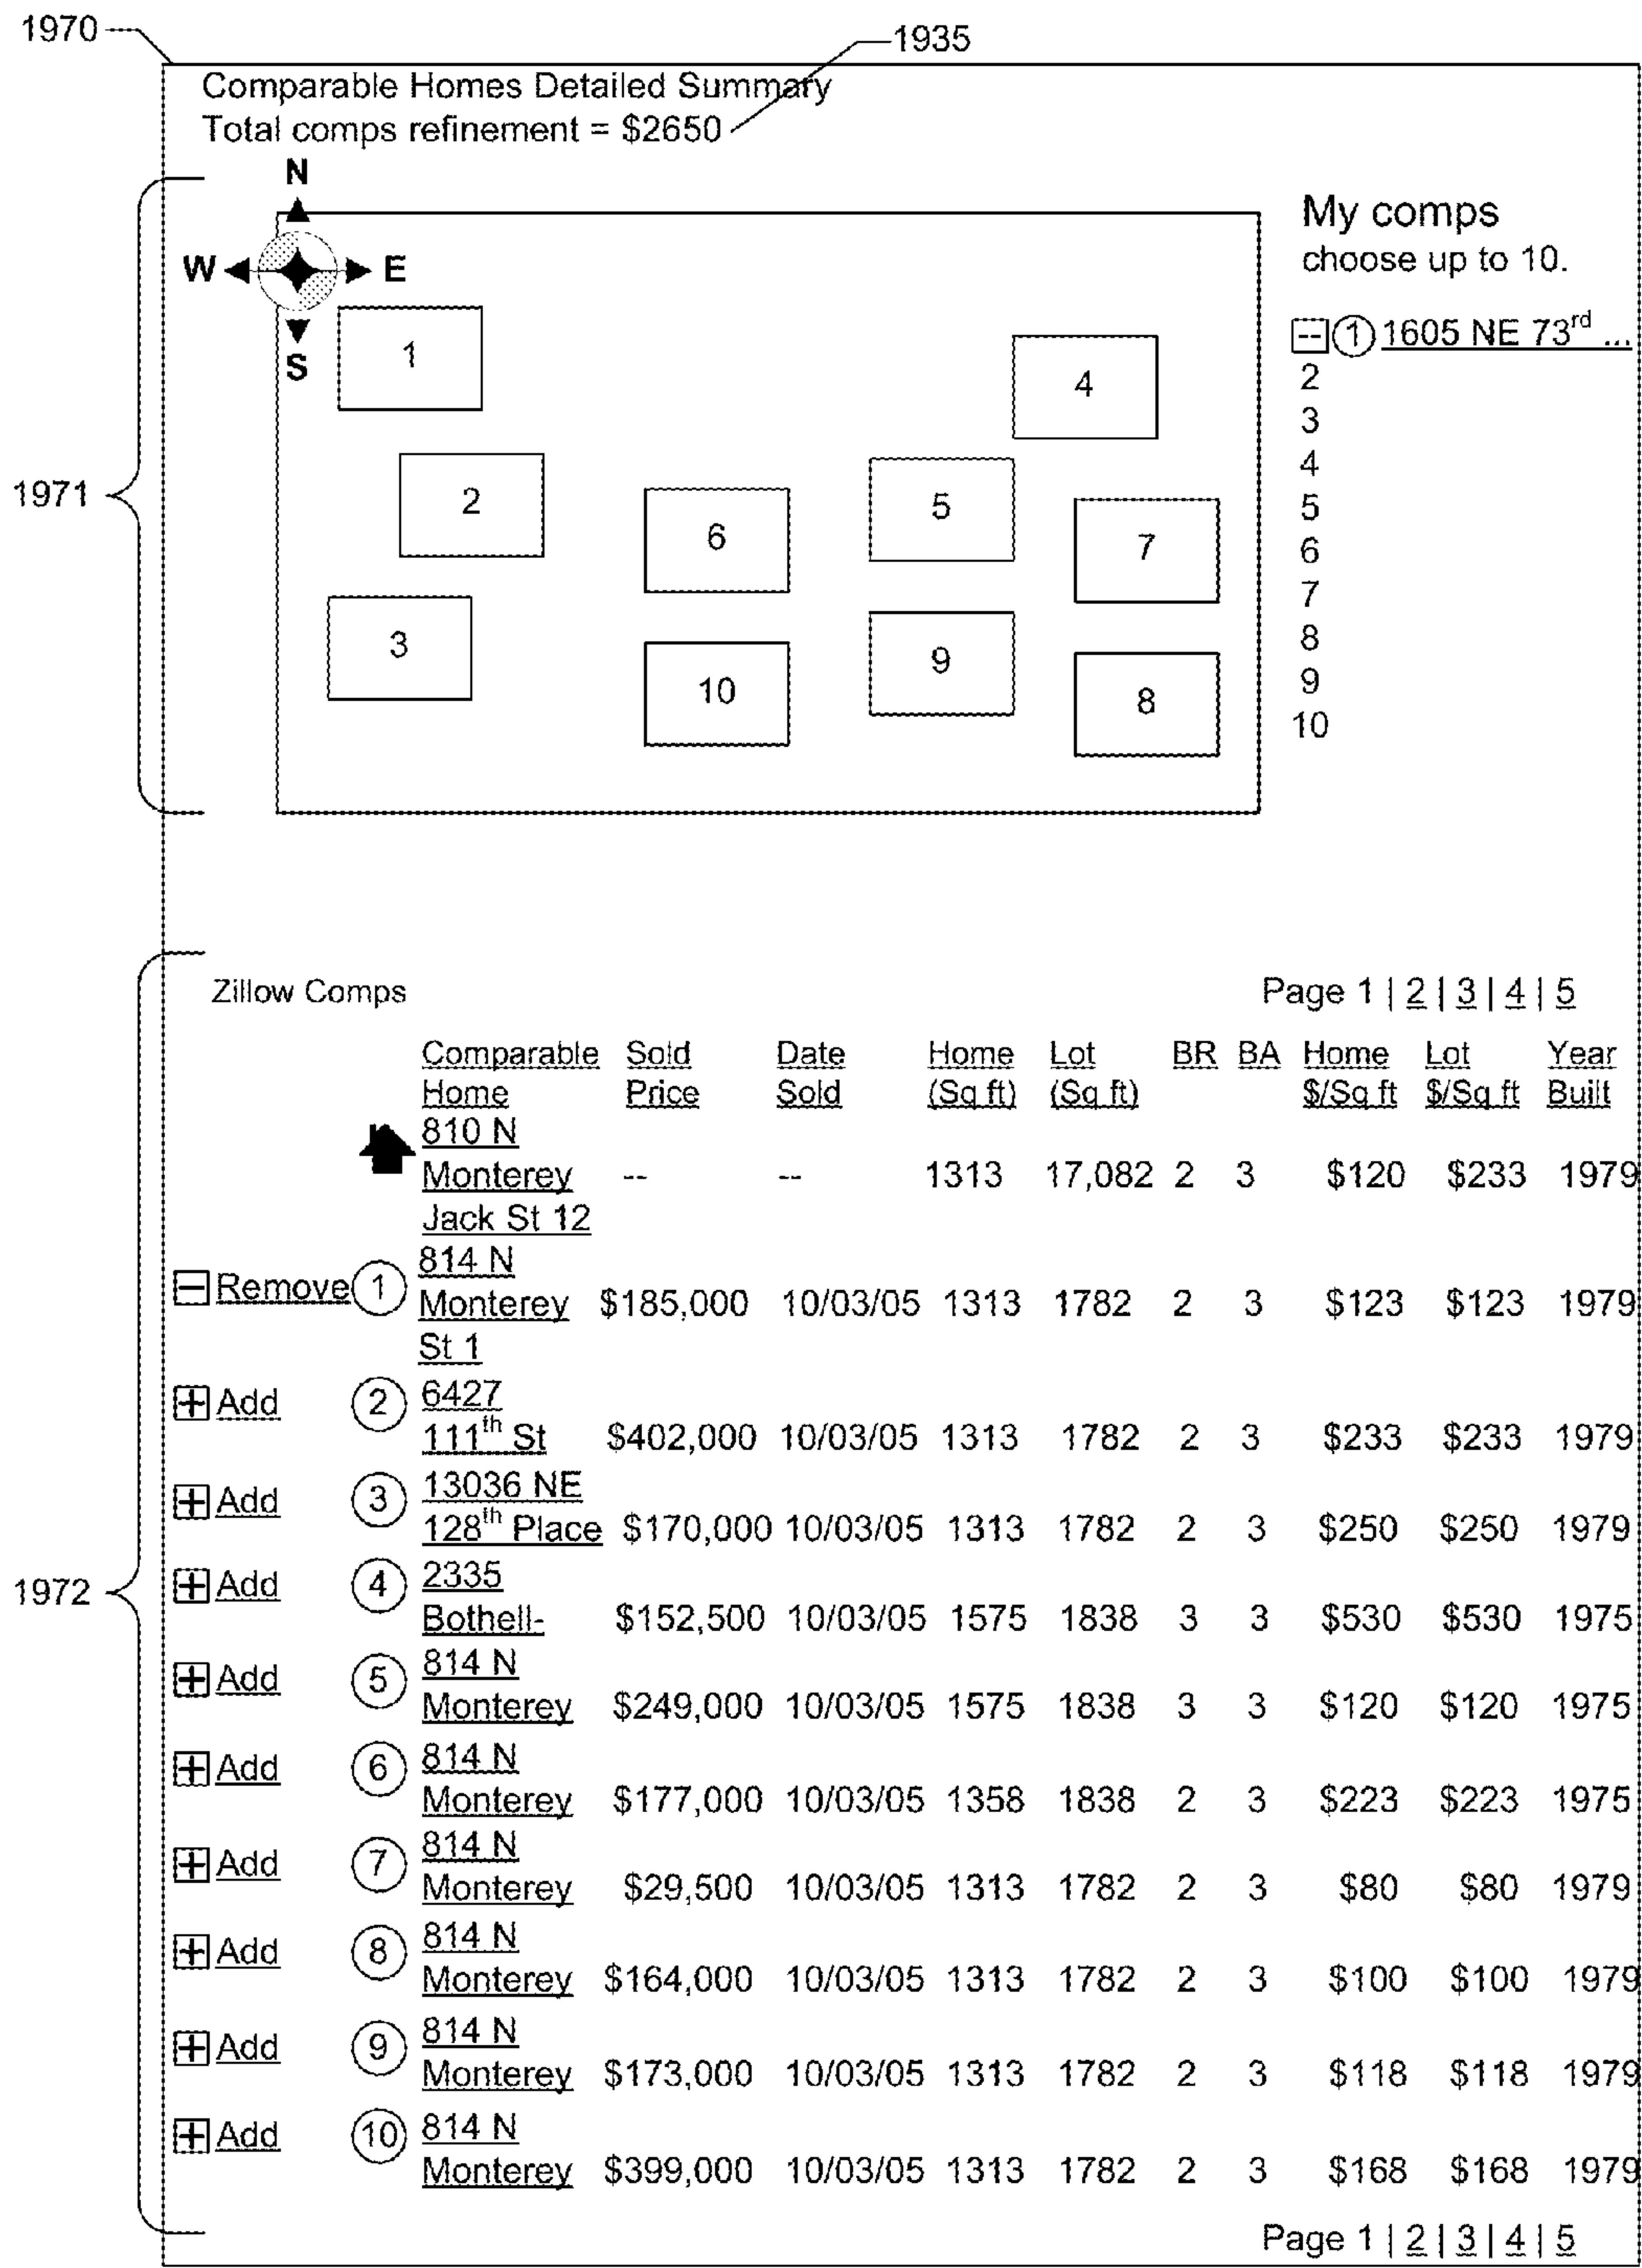 1970
1935
Comparable Homes Detailed Summary
Total comps refinement = $2650
N
W E
S
1971
1
2
3
4
5
6
7
8
9
10
My comps
choose up to 10.
-- 1 1605 NE 73rd ...
2
3
4
5
6
7
8
9
10
1972
Zillow Comps Page 1 | 2 | 3 | 4 | 5
Comparable Sold Date Home Lot BR BA Home Lot Year
Home Price Sold (Sq ft) (Sq ft) $/Sq ft $/Sq ft Built
810 N
Monterey -- -- 1313 17,082 2 3 $120 $233 1979
Jack St 12
814 N
Remove 1 Monterey $185,000 10/03/05 1313 1782 2 3 $123 $123 1979
St 1
Add 2 6427
111th St $402,000 10/03/05 1313 1782 2 3 $233 $233 1979
Add 3 13036 NE
128th Place $170,000 10/03/05 1313 1782 2 3 $250 $250 1979
Add 4 2335
Bothell- $152,500 10/03/05 1575 1838 3 3 $530 $530 1975
Add 5 814 N
Monterey $249,000 10/03/05 1575 1838 3 3 $120 $120 1975
Add 6 814 N
Monterey $177,000 10/03/05 1358 1838 2 3 $223 $223 1975
Add 7 814 N
Monterey $29,500 10/03/05 1313 1782 2 3 $80 $80 1979
Add 8 814 N
Monterey $164,000 10/03/05 1313 1782 2 3 $100 $100 1979
Add 9 814 N
Monterey $173,000 10/03/05 1313 1782 2 3 $118 $118 1979
Add 10 814 N
Monterey $399,000 10/03/05 1313 1782 2 3 $168 $168 1979
Page 1 | 2 | 3 | 4 | 5